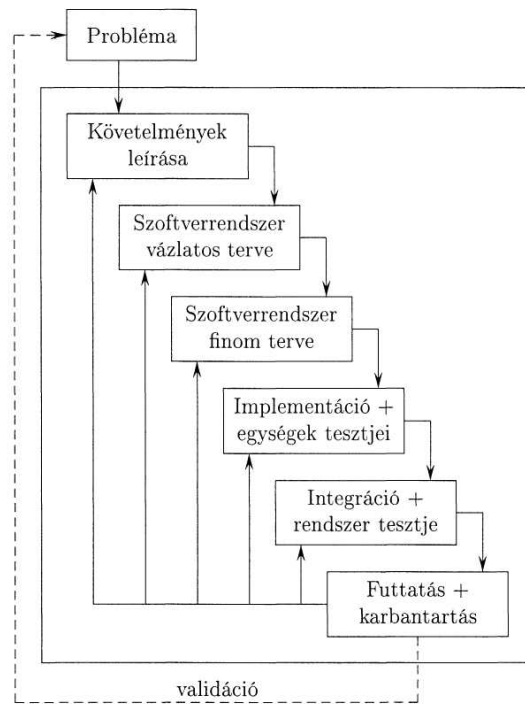 Probléma
Követelmények
leírása
Szoftverrendszer
vázlatos terve
Szoftverrendszer
finom terve
Implementáció +
egységek tesztjei
Integráció +
rendszer tesztje
Futtatás +
karbantartás
validáció